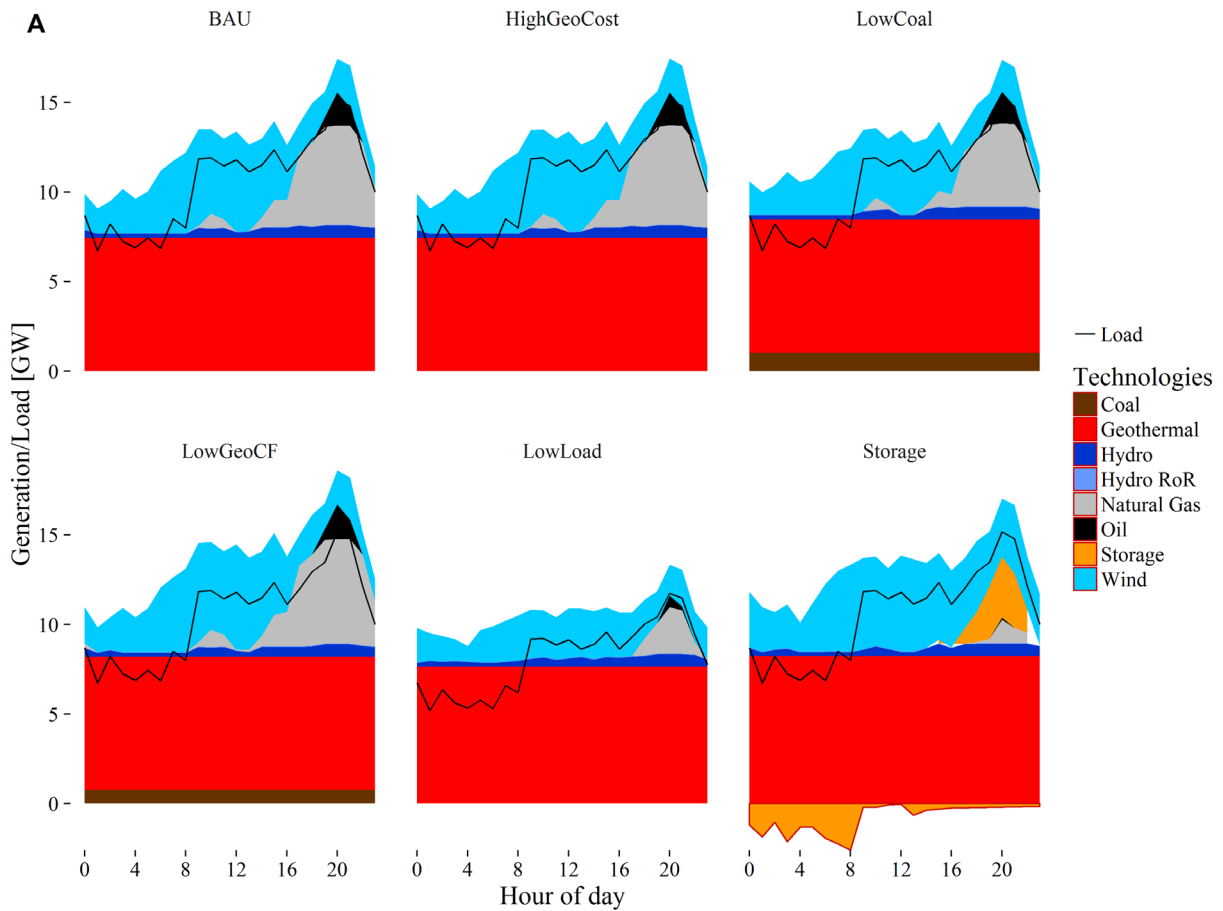 A
BAU
HighGeoCost
LowCoal
15
10
5
0
LowGeoCF
LowLoad
Storage
15
10
5
0
0 4 8 12 16 20
0 4 8 12 16 20
0 4 8 12 16 20
Generation/Load [GW]
Hour of day
Load
Technologies
Coal
Geothermal
Hydro
Hydro RoR
Natural Gas
Oil
Storage
Wind